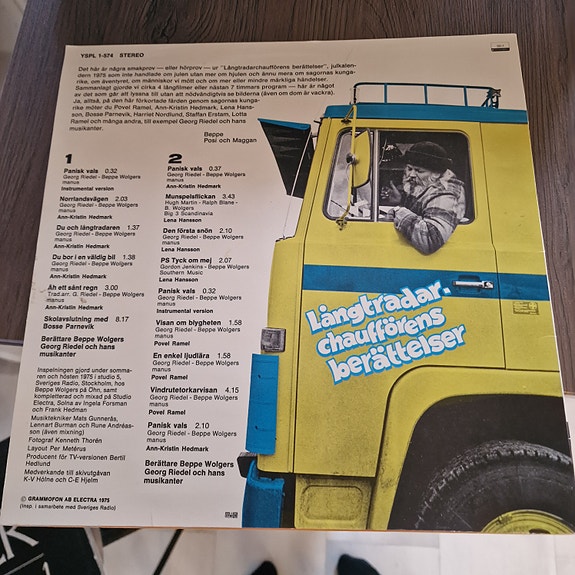 YSPL 1-574 STEREO
Det här är några smakprov — eller hörprov — ur "Långtradarchaufförens berättelser", julkalen-
dern 1975 som inte handlade om julen utan mer om hjulen och ännu mera om sagornas kunga-
rike, om äventyret, om människor vi mött och om mer eller mindre märkliga händelser.
Sammanlagt gjorde vi cirka 4 långfilmer eller nästan 7 timmars program — här är något
av det som går att lyssna till utan att nödvändigtvis se bilderna (även om dom är vackra).
Ja, alltså, på den här förkortade färden genom sagornas kunga-
rike möter du Povel Ramel, Ann-Kristin Hedmark, Lena Hans-
son, Bosse Parnevik, Harriet Nordlund, Staffan Erstam, Lotta
Ramel och många andra, till exempel Georg Riedel och hans
musikanter.
Beppe
Posi och Maggan
1
Panisk vals 0.32
Georg Riedel - Beppe Wolgers
manus
Instrumental version
Norrlandsvägen 2.03
Georg Riedel - Beppe Wolgers
manus
Ann-Kristin Hedmark
Du och långtradaren 1.37
Georg Riedel - Beppe Wolgers
manus
Ann-Kristin Hedmark
Du bor i en väldig bil 1.38
Georg Riedel - Beppe Wolgers
manus
Ann-Kristin Hedmark
Ah ett sånt regn 3.00
Trad.arr. G. Riedel - Beppe Wolgers
manus
Ann-Kristin Hedmark
Skolavslutning med 8.17
Bosse Parnevik
Berättare Beppe Wolgers
Georg Riedel och hans
musikanter
Inspelningen gjord under somma-
ren och hösten 1975 i studio 5,
Sveriges Radio, Stockholm, hos
Beppe Wolgers på Öhn, samt
kompletterad och mixad på Studio
Electra, Solna av Ingela Forsman
och Frank Hedman
Musiktekniker Mats Gunnerås,
Lennart Burman och Rune Andréas-
son (även mixning)
Fotograf Kenneth Thorén
Layout Per Metérus
Producent för TV-versionen Bertil
Hedlund
Medverkande till skivutgåvan
K-V Hölne och C-E Hjelm
© GRAMMOFON AB ELECTRA 1975
(Insp. i samarbete med Sveriges Radio)
2
Panisk vals 0.37
Georg Riedel - Beppe Wolgers
manus
Ann-Kristin Hedmark
Munspelsflickan 3.43
Hugh Martin - Ralph Blane -
B. Wolgers
Big 3 Scandinavia
Lena Hansson
Den första snön 2.10
Georg Riedel - Beppe Wolgers
manus
Lena Hansson
PS Tyck om mej 2.07
Gordon Jenkins - Beppe Wolgers
Southern Music
Lena Hansson
Panisk vals 0.32
Georg Riedel - Beppe Wolgers
manus
Instrumental version
Visan om blygheten 1.58
Georg Riedel - Beppe Wolgers
manus
Povel Ramel
En enkel ljudlära 1.58
Georg Riedel - Beppe Wolgers
manus
Povel Ramel
Vindrutetorkarvisan 4.15
Georg Riedel - Beppe Wolgers
manus
Povel Ramel
Panisk vals 2.10
Georg Riedel - Beppe Wolgers
manus
Ann-Kristin Hedmark
Berättare Beppe Wolgers
Georg Riedel och hans
musikanter
Långtradar-
chaufförens
berättelser